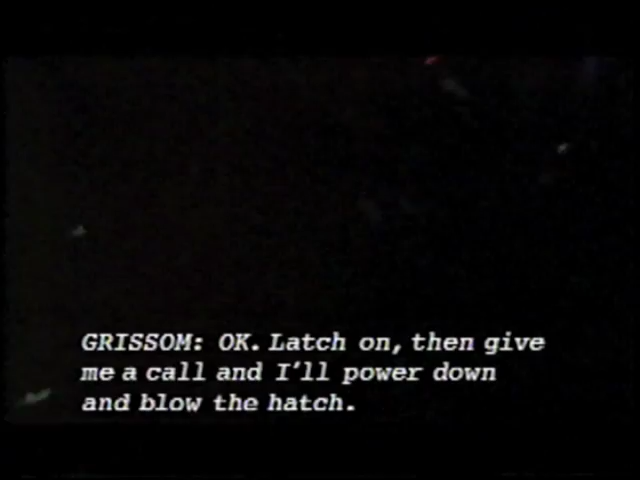 GRISSOM: OK. Latch on, then give
me a call and I'll power down
and blow the hatch.